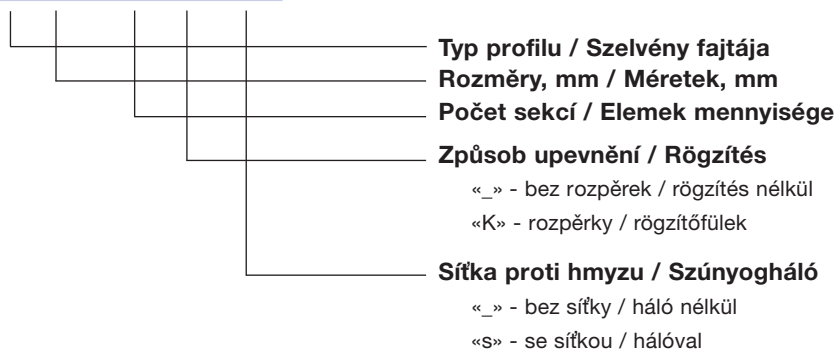 Typ profilu / Szelvény fajtája
Rozměry, mm / Méretek, mm
Počet sekcí / Elemek mennyisége
Způsob upevnění / Rögzítés
«_» - bez rozpěrek / rögzítés nélkül
«K» - rozpěrky / rögzítőfülek
Síťka proti hmyzu / Szúnyogháló
«_» - bez síťky / háló nélkül
«s» - se síťkou / hálóval